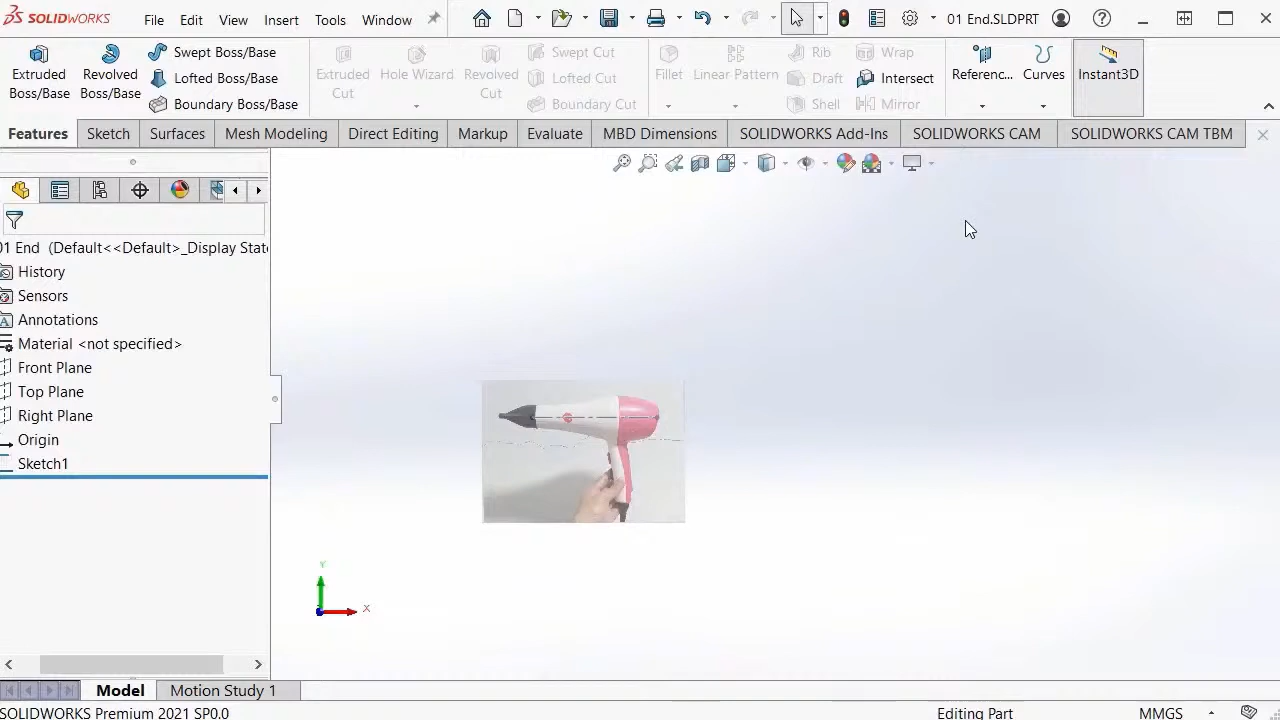 SOLIDWORKS File Edit View Insert Tools Window 01 End.SLDPRT
Extruded Boss/Base
Revolved Boss/Base
Swept Boss/Base
Lofted Boss/Base
Boundary Boss/Base
Extruded Cut
Hole Wizard
Revolved Cut
Swept Cut
Lofted Cut
Boundary Cut
Fillet
Linear Pattern
Rib
Draft
Shell
Wrap
Intersect
Mirror
Referenc...
Curves
Instant3D
Features Sketch Surfaces Mesh Modeling Direct Editing Markup Evaluate MBD Dimensions SOLIDWORKS Add-Ins SOLIDWORKS CAM SOLIDWORKS CAM TBM
01 End (Default<<Default>_Display State
History
Sensors
Annotations
Material <not specified>
Front Plane
Top Plane
Right Plane
Origin
Sketch1
Y
X
Model Motion Study 1
SOLIDWORKS Premium 2021 SP0.0 Editing Part MMGS